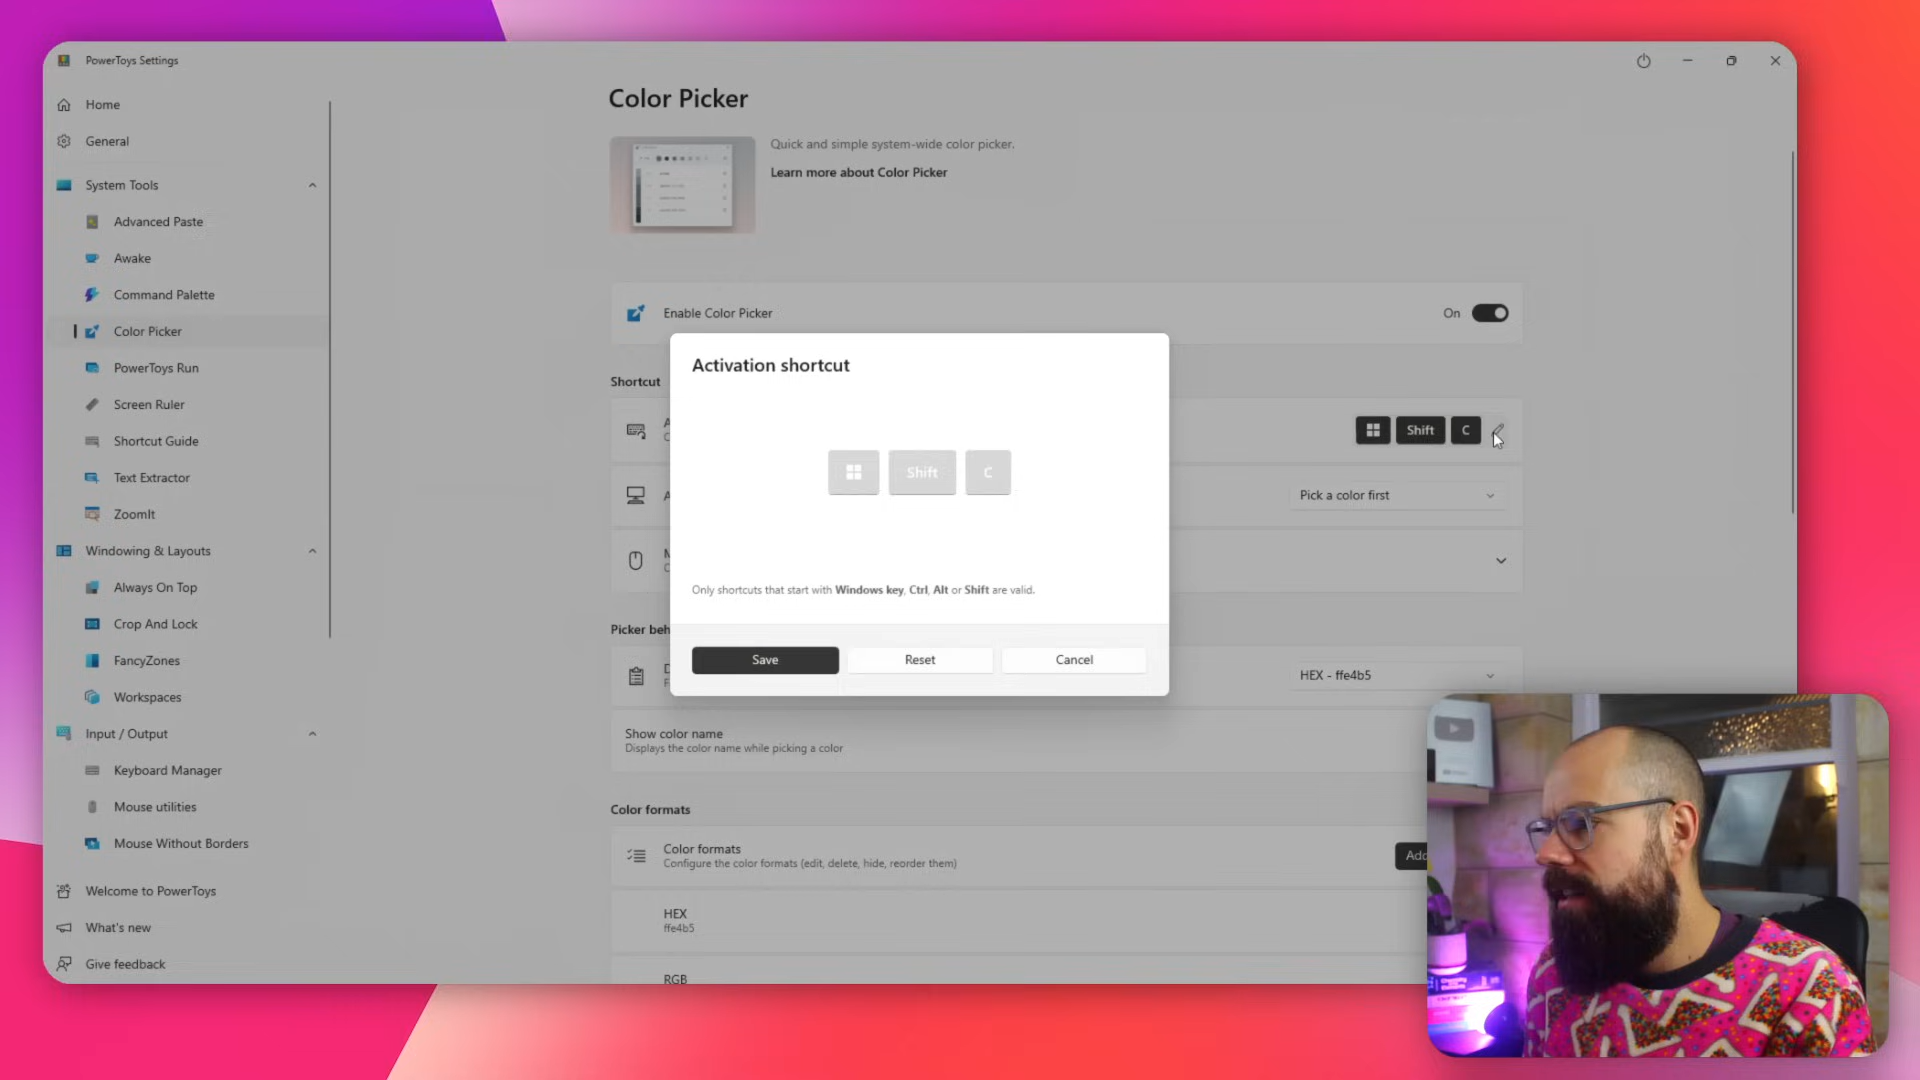 PowerToys Settings
Home
General
System Tools
Advanced Paste
Awake
Command Palette
Color Picker
PowerToys Run
Screen Ruler
Shortcut Guide
Text Extractor
ZoomIt
Windowing & Layouts
Always On Top
Crop And Lock
FancyZones
Workspaces
Input / Output
Keyboard Manager
Mouse utilities
Mouse Without Borders
Welcome to PowerToys
What's new
Give feedback
Color Picker
Quick and simple system-wide color picker.
Learn more about Color Picker
Enable Color Picker
On
Shortcut
Shift C
Pick a color first
Activation shortcut
Shift C
Only shortcuts that start with Windows key, Ctrl, Alt or Shift are valid.
Save
Reset
Cancel
Picker beh
HEX - ffe4b5
Show color name
Displays the color name while picking a color
Color formats
Color formats
Configure the color formats (edit, delete, hide, reorder them)
Add
HEX
ffe4b5
RGB